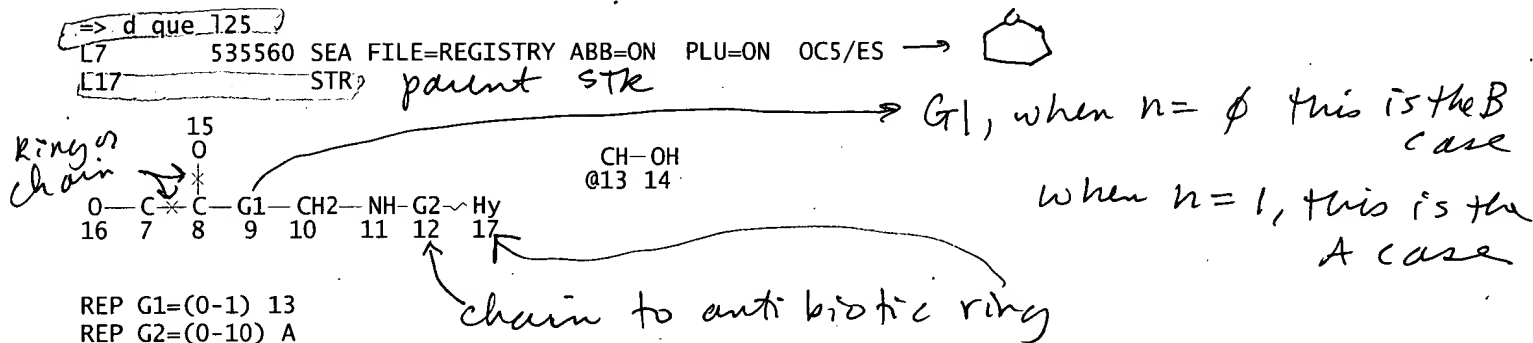 => d que l25
L7 535560 SEA FILE=REGISTRY ABB=ON PLU=ON OC5/ES
L17 STR
parent STR
G1, when n= ϕ this is the B case
when n=1, this is the A case
Ring or chain
15
O
CH-OH
@13 14
O—C—C—G1—CH2—NH-G2~Hy
16 7 8 9 10 11 12 17
chain to antibiotic ring
REP G1=(0-1) 13
REP G2=(0-10) A